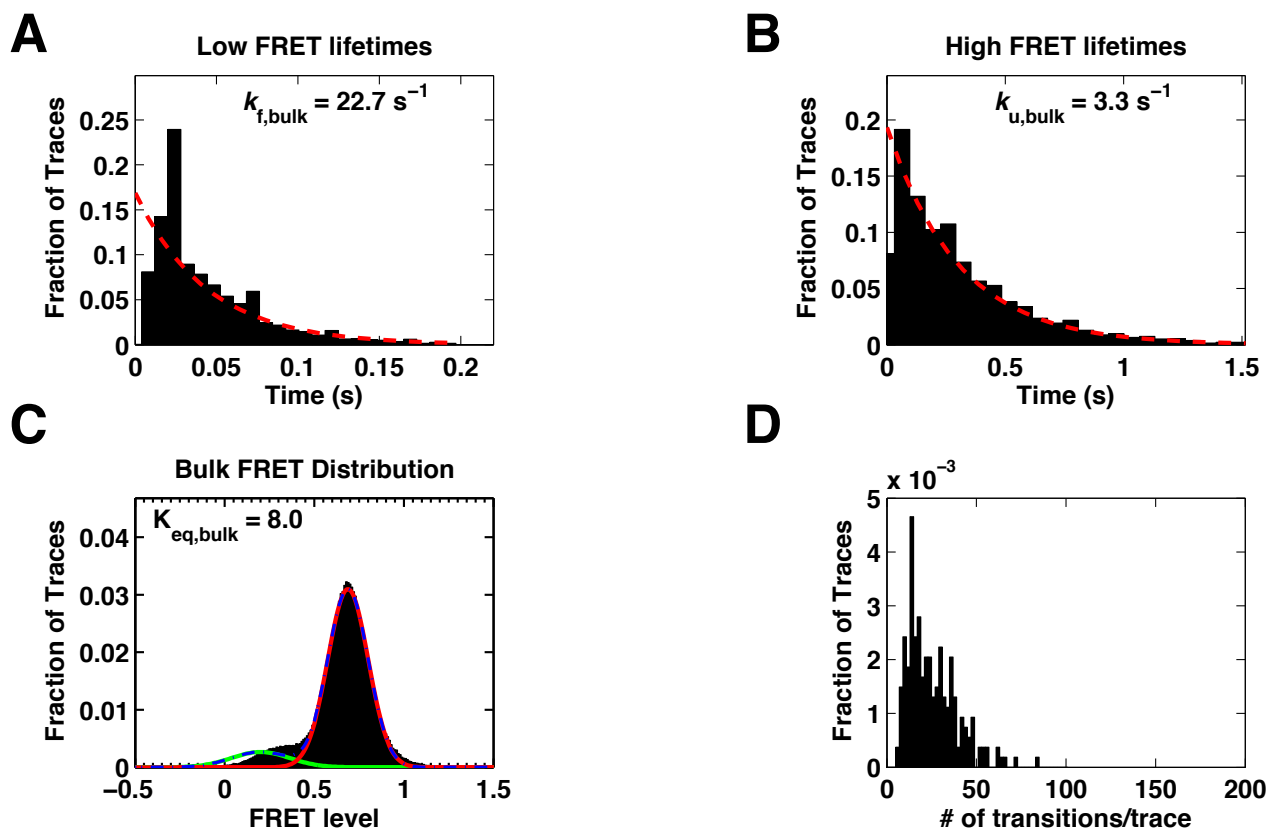 A
Low FRET lifetimes
k_f,bulk = 22.7 s⁻¹
Fraction of Traces
0.25
0.2
0.15
0.1
0.05
0
0 0.05 0.1 0.15 0.2
Time (s)
B
High FRET lifetimes
k_u,bulk = 3.3 s⁻¹
Fraction of Traces
0.2
0.15
0.1
0.05
0
0 0.5 1 1.5
Time (s)
C
Bulk FRET Distribution
K_eq,bulk = 8.0
Fraction of Traces
0.04
0.03
0.02
0.01
0
−0.5 0 0.5 1 1.5
FRET level
D
x 10⁻³
Fraction of Traces
5
4
3
2
1
0
0 50 100 150 200
# of transitions/trace